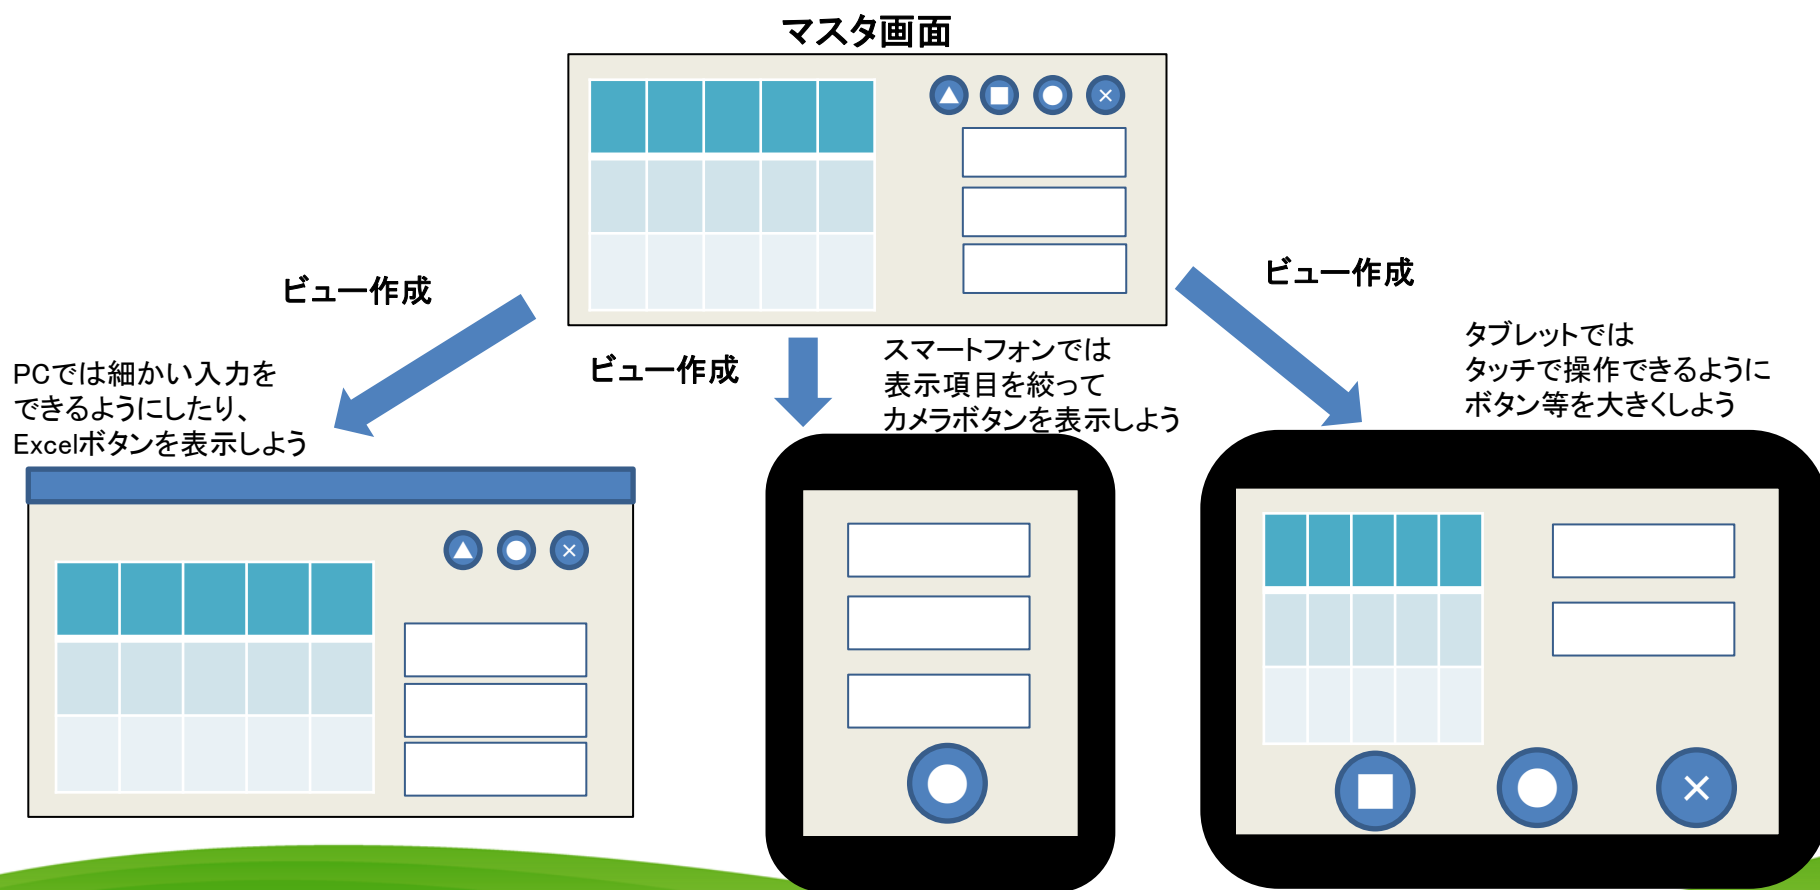 マスタ画面
ビュー作成
ビュー作成
ビュー作成
PCでは細かい入力を
できるようにしたり、
Excelボタンを表示しよう
スマートフォンでは
表示項目を絞って
カメラボタンを表示しよう
タブレットでは
タッチで操作できるように
ボタン等を大きくしよう